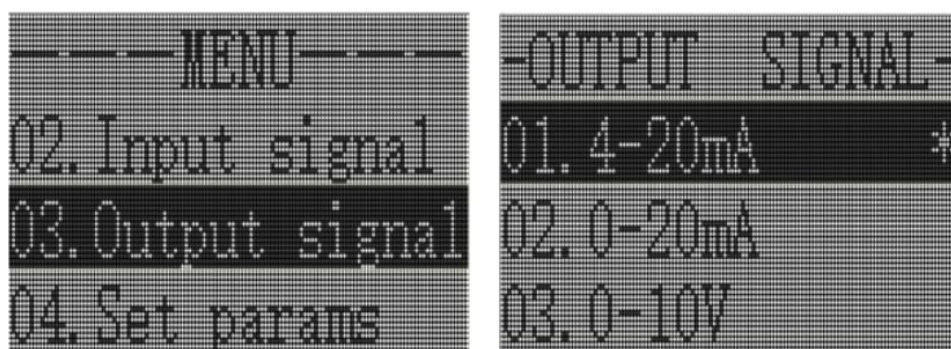 ---MENU---
02.Input signal
03.Output signal
04.Set params
-OUTPUT SIGNAL-
01.4-20mA *
02.0-20mA
03.0-10V